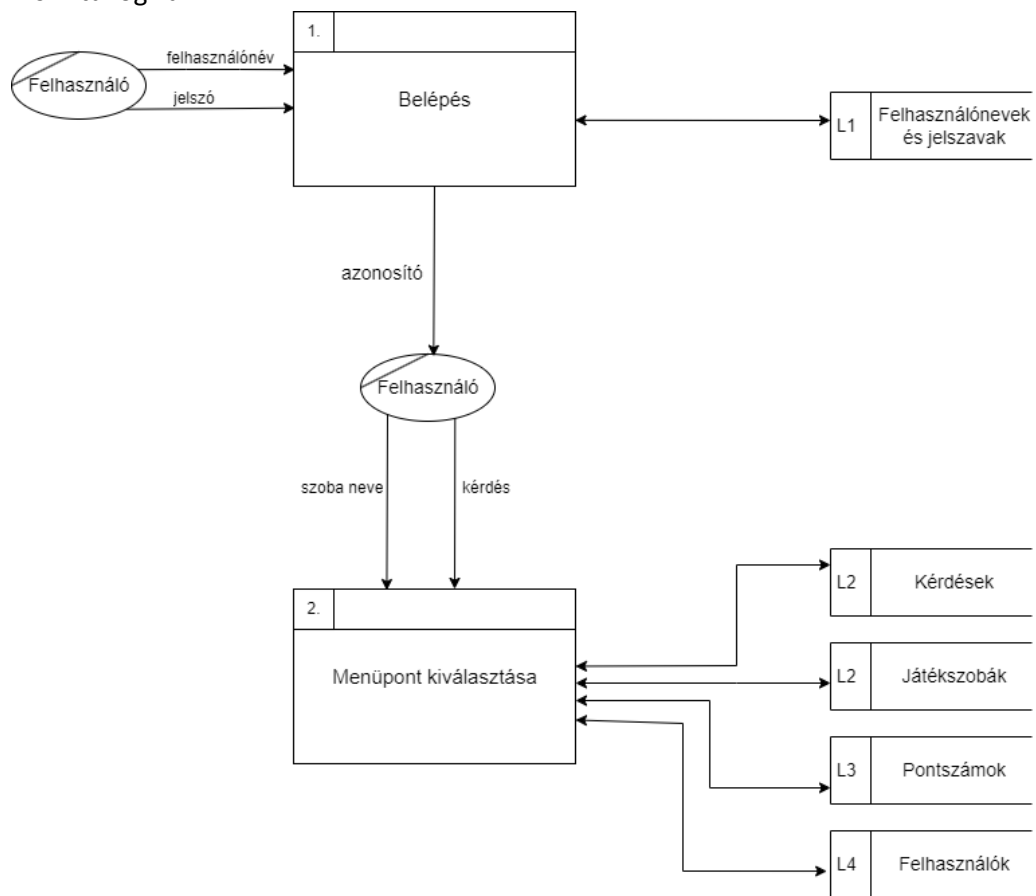 1.
felhasználónév
Felhasználó
jelszó
Belépés
L1
Felhasználónevek
és jelszavak
azonosító
Felhasználó
szoba neve
kérdés
2.
Menüpont kiválasztása
L2
Kérdések
L2
Játékszobák
L3
Pontszámok
L4
Felhasználók